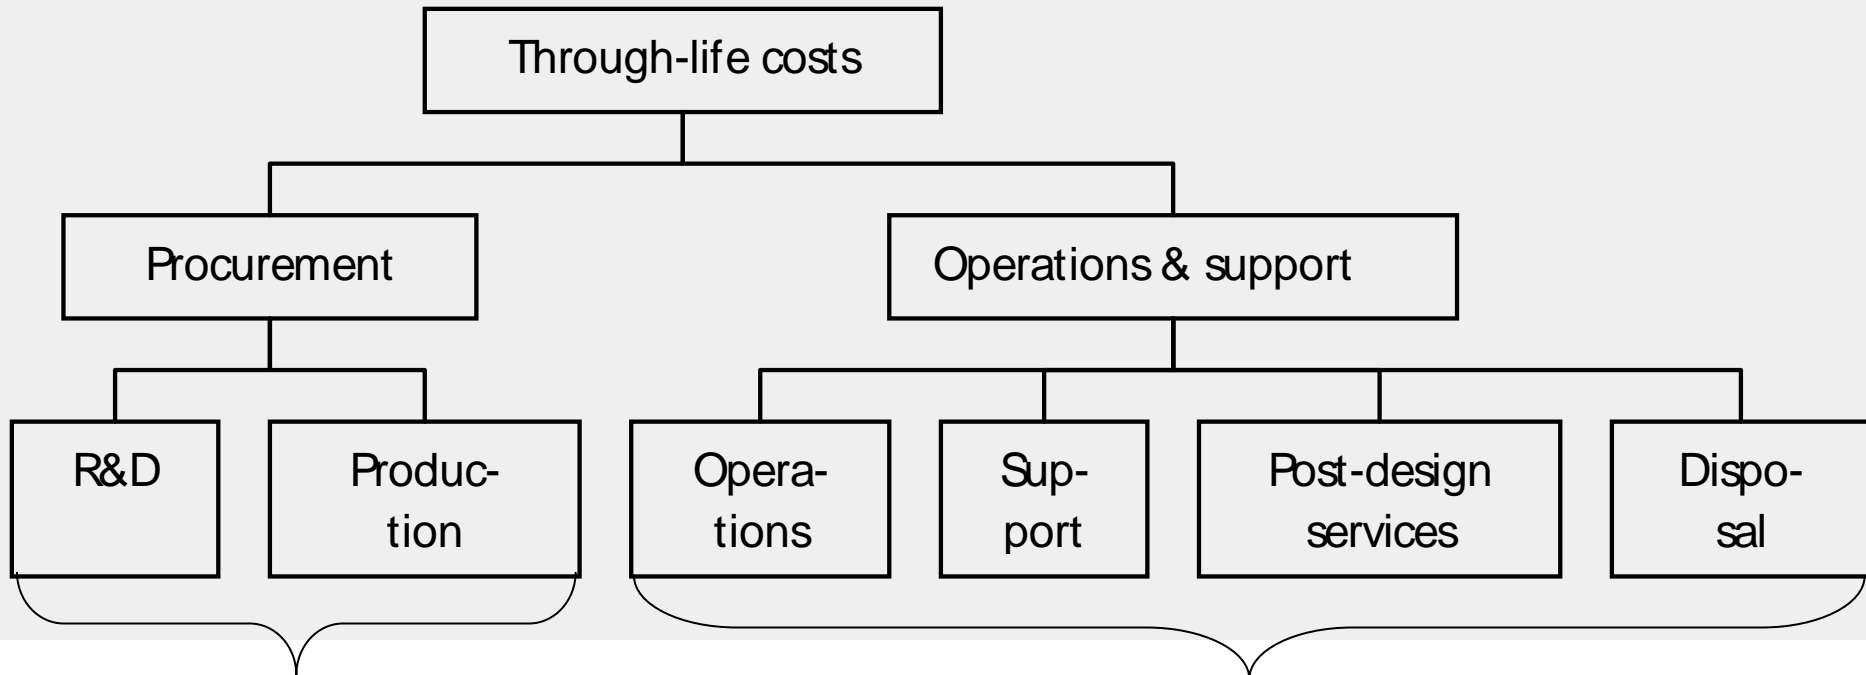 Through-life costs
Procurement
Operations & support
R&D
Produc-
tion
Opera-
tions
Sup-
port
Post-design
services
Dispo-
sal